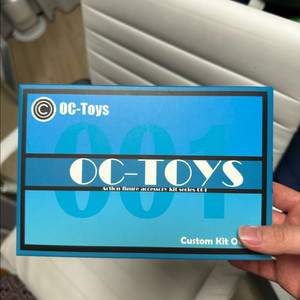 OC-Toys
001
OC-TOYS
Action figure accessory Kit series 001
Custom Kit O